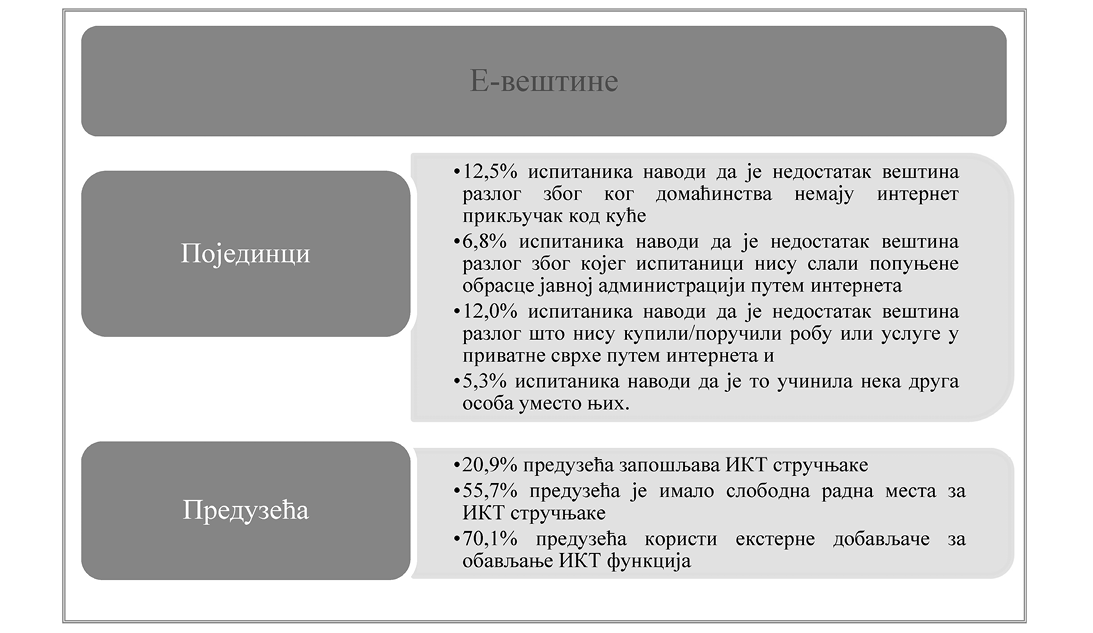 Е-вештине
Појединци
•12,5% испитаника наводи да је недостатак вештина
разлог због ког домаћинства немају интернет
прикључак код куће
•6,8% испитаника наводи да је недостатак вештина
разлог због којег испитаници нису слали попуњене
обрасце јавној администрацији путем интернета
•12,0% испитаника наводи да је недостатак вештина
разлог што нису купили/поручили робу или услуге у
приватне сврхе путем интернета и
•5,3% испитаника наводи да је то учинила нека друга
особа уместо њих.
Предузећа
•20,9% предузећа запошљава ИКТ стручњаке
•55,7% предузећа је имало слободна радна места за
ИКТ стручњаке
•70,1% предузећа користи екстерне добављаче за
обављање ИКТ функција